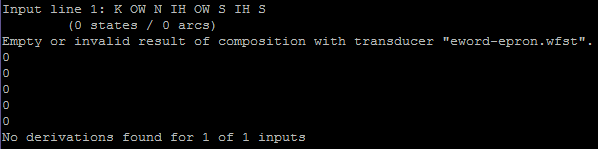 Input line 1: K OW N IH OW S IH S
(0 states / 0 arcs)
Empty or invalid result of composition with transducer "eword-epron.wfst".
0
0
0
0
0
No derivations found for 1 of 1 inputs